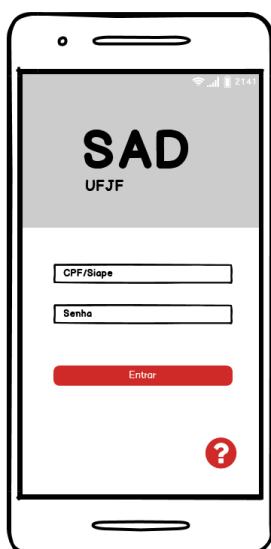 21:41
SAD
UFJF
CPF/Siape
Senha
Entrar
?